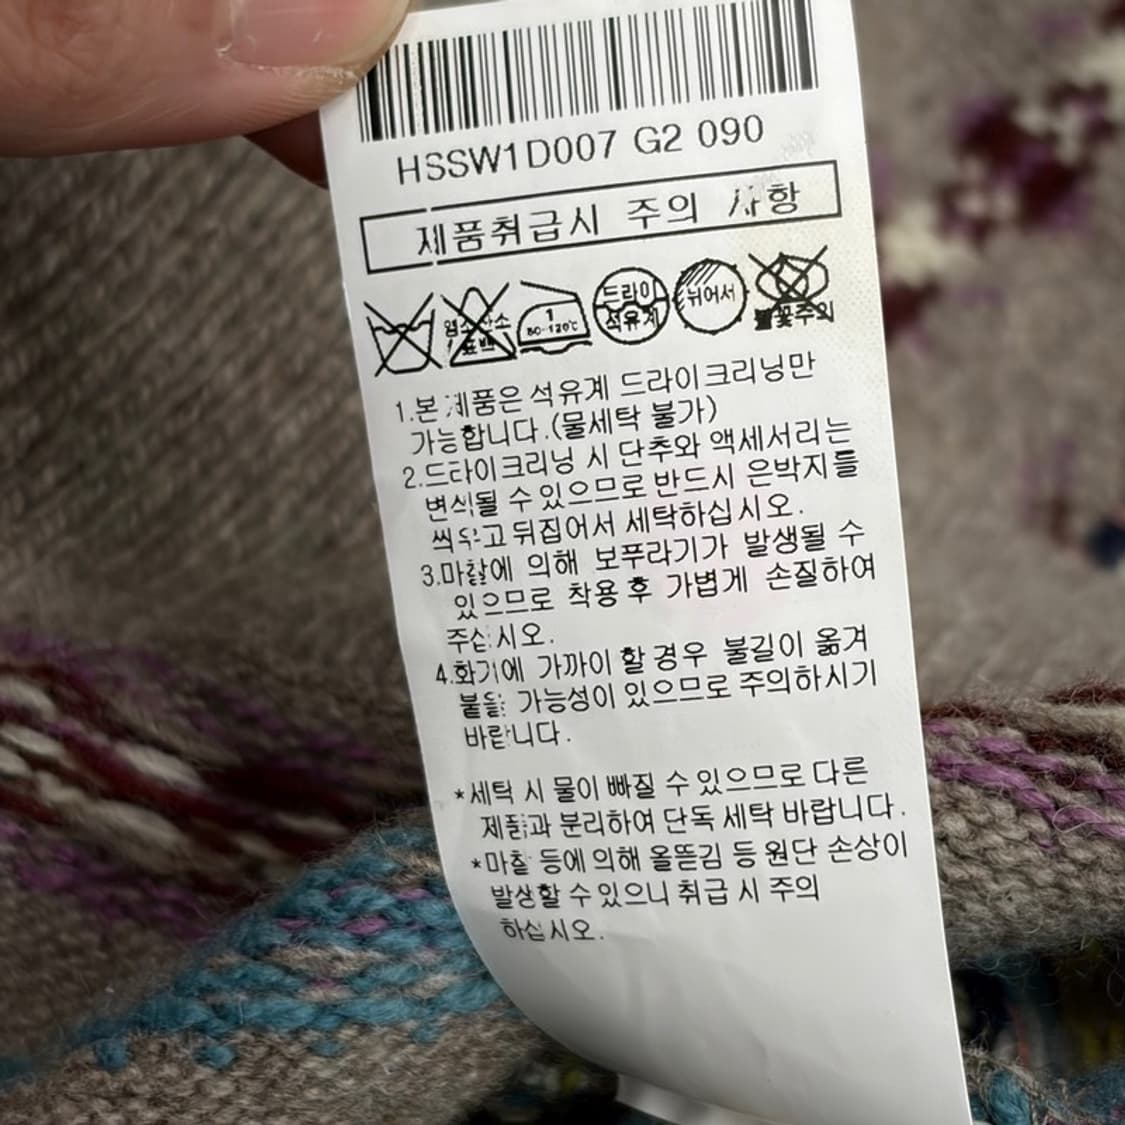 HSSW1D007 G2 090
제품취급시 주의 사항
염소산소
표백
1
80~120℃
드라이
석유계
뉘어서
불꽃주의
1.본 제품은 석유계 드라이크리닝만
가능합니다.(물세탁 불가)
2.드라이크리닝 시 단추와 액세서리는
변식될 수 있으므로 반드시 은박지를
씌우고 뒤집어서 세탁하십시오.
3.마찰에 의해 보푸라기가 발생될 수
있으므로 착용후 가볍게 손질하여
주십시오.
4.화기에 가까이 할 경우 불길이 옮겨
붙을 가능성이 있으므로 주의하시기
바랍니다.
*세탁 시 물이 빠질 수 있으므로 다른
제품과 분리하여 단독 세탁 바랍니다.
*마찰 등에 의해 올뜯김 등 원단 손상이
발생할 수 있으니 취급 시 주의
하십시오.